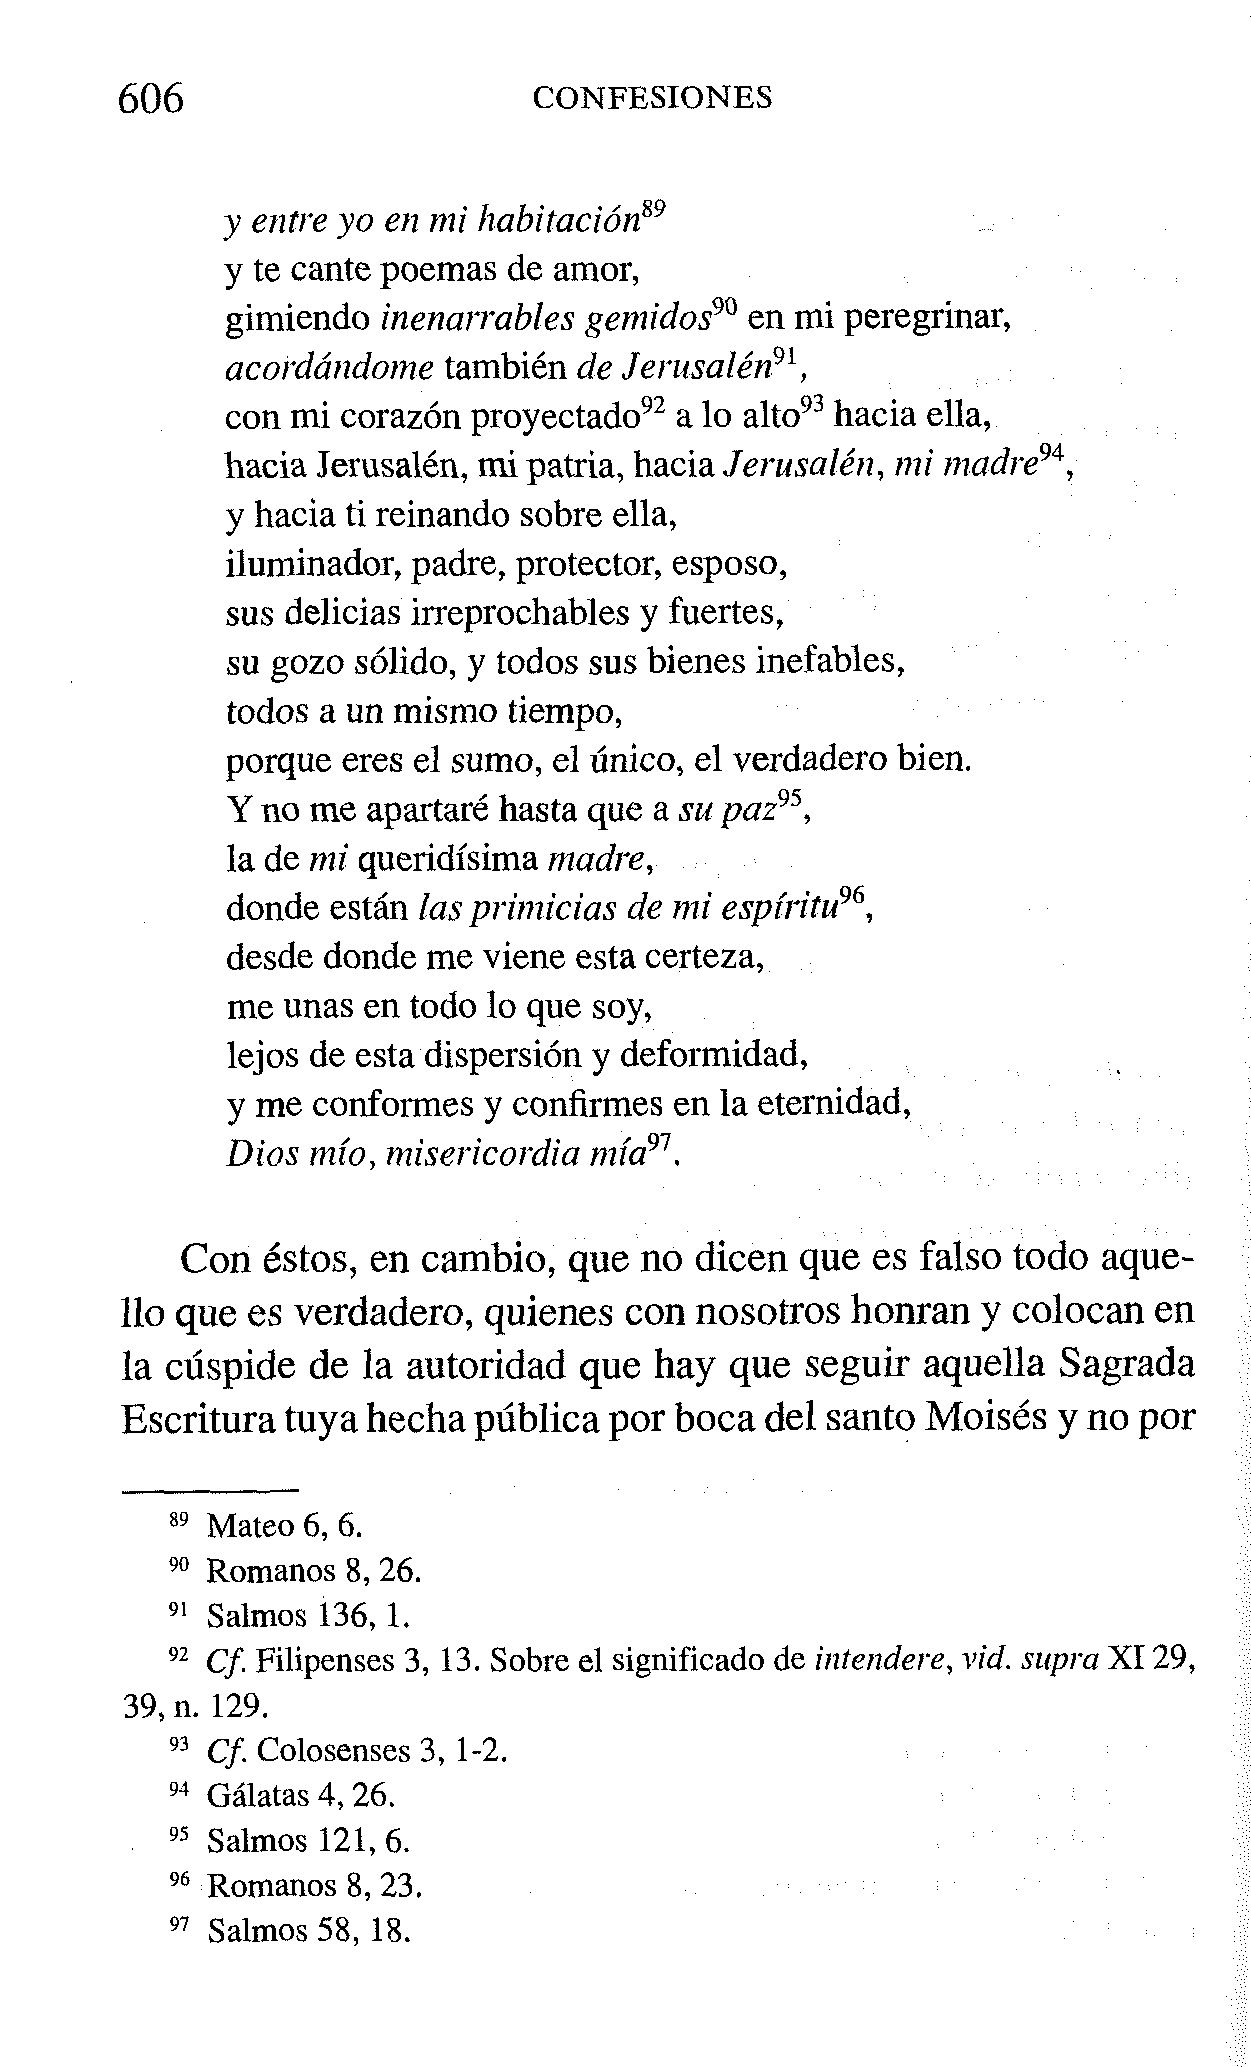 606 CONFESIONES
y entre yo en mi habitación⁸⁹
y te cante poemas de amor,
gimiendo inenarrables gemidos⁹⁰ en mi peregrinar,
acordándome también de Jerusalén⁹¹,
con mi corazón proyectado⁹² a lo alto⁹³ hacia ella,
hacia Jerusalén, mi patria, hacia Jerusalén, mi madre⁹⁴,
y hacia ti reinando sobre ella,
iluminador, padre, protector, esposo,
sus delicias irreprochables y fuertes,
su gozo sólido, y todos sus bienes inefables,
todos a un mismo tiempo,
porque eres el sumo, el único, el verdadero bien.
Y no me apartaré hasta que a su paz⁹⁵,
la de mi queridísima madre,
donde están las primicias de mi espíritu⁹⁶,
desde donde me viene esta certeza,
me unas en todo lo que soy,
lejos de esta dispersión y deformidad,
y me conformes y confirmes en la eternidad,
Dios mío, misericordia mía⁹⁷.
Con éstos, en cambio, que no dicen que es falso todo aque-
llo que es verdadero, quienes con nosotros honran y colocan en
la cúspide de la autoridad que hay que seguir aquella Sagrada
Escritura tuya hecha pública por boca del santo Moisés y no por
⁸⁹ Mateo 6, 6.
⁹⁰ Romanos 8, 26.
⁹¹ Salmos 136, 1.
⁹² Cf. Filipenses 3, 13. Sobre el significado de intendere, vid. supra XI 29,
39, n. 129.
⁹³ Cf. Colosenses 3, 1-2.
⁹⁴ Gálatas 4, 26.
⁹⁵ Salmos 121, 6.
⁹⁶ Romanos 8, 23.
⁹⁷ Salmos 58, 18.